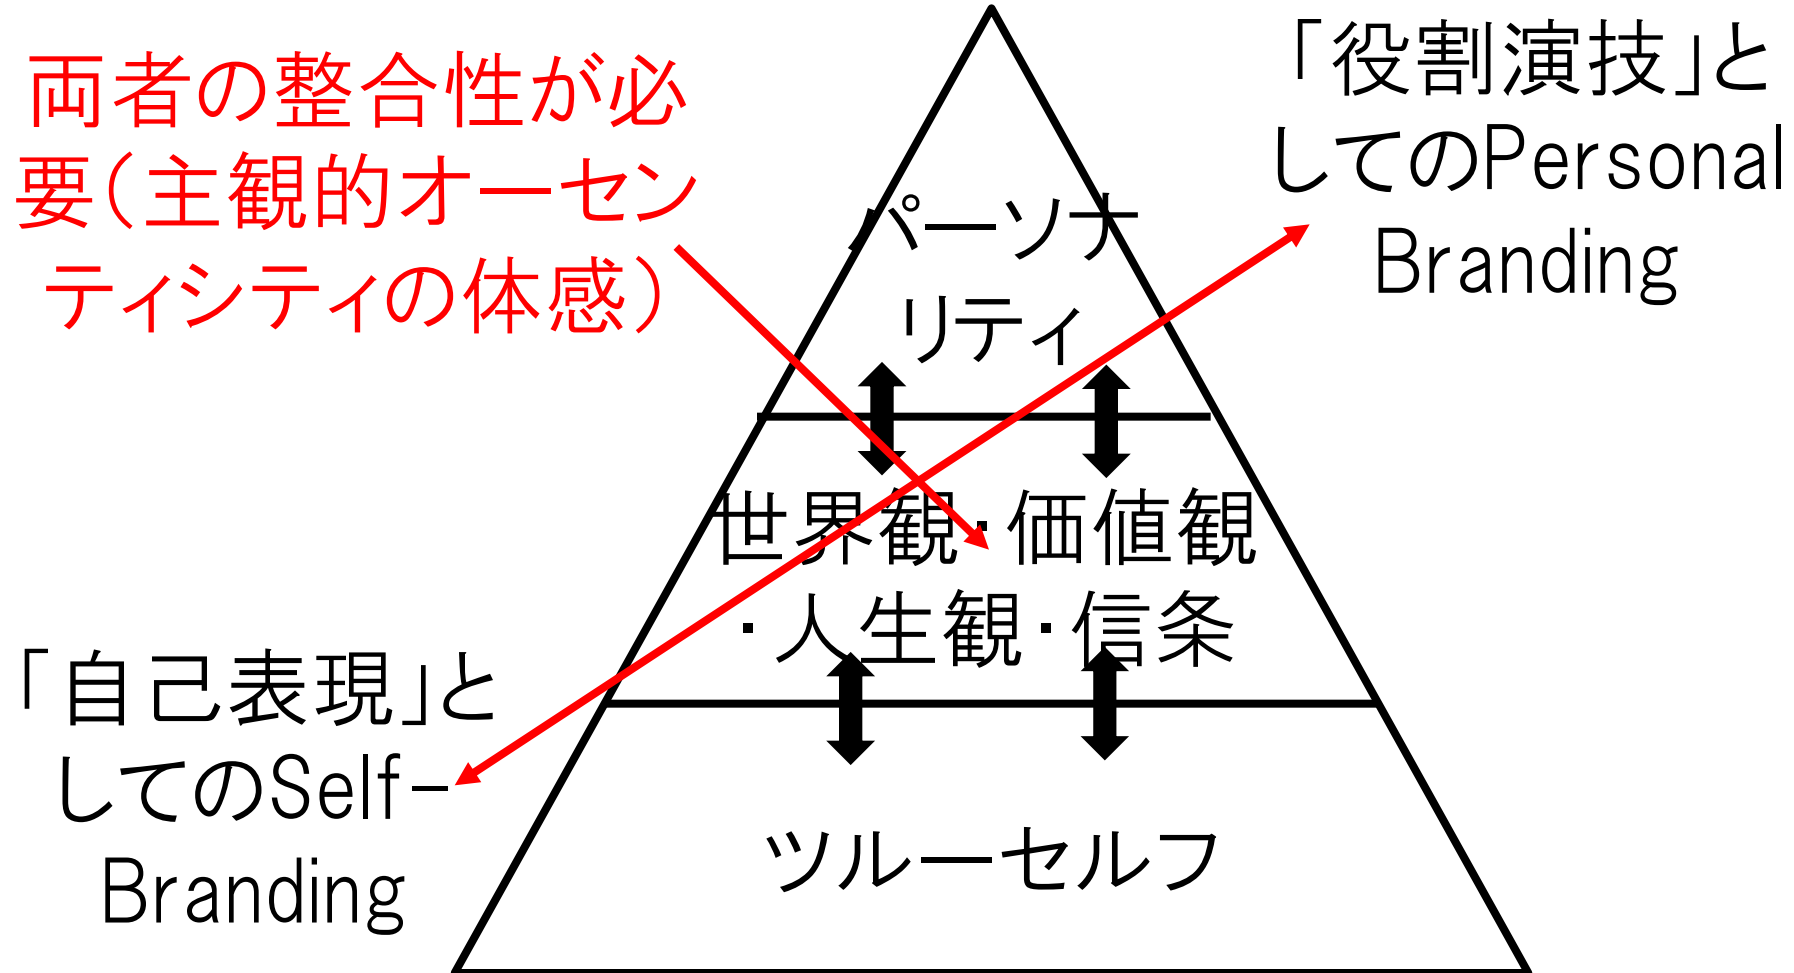 両者の整合性が必
要（主観的オーセン
ティシティの体感）
「役割演技」と
してのPersonal
Branding
パーソナ
リティ
世界観・価値観
・人生観・信条
「自己表現」と
してのSelf-
Branding
ツルーセルフ